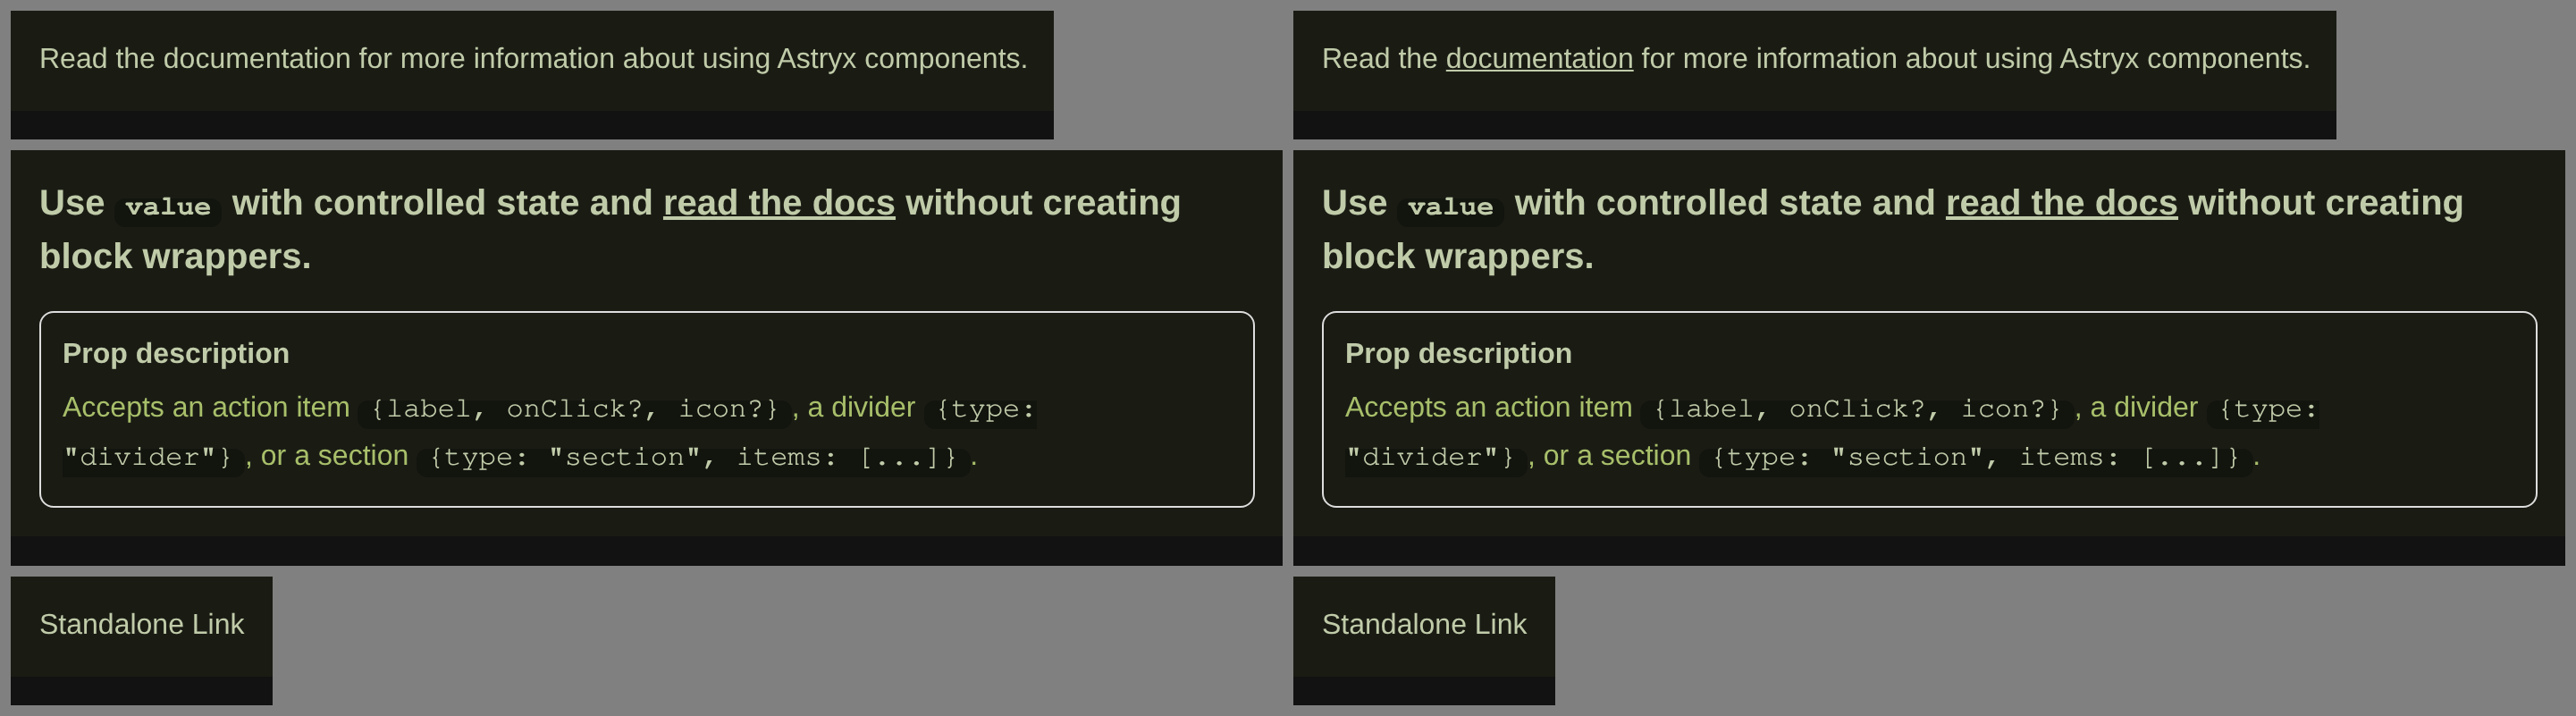 Read the documentation for more information about using Astryx components.
Read the documentation for more information about using Astryx components.
Use value with controlled state and read the docs without creating
block wrappers.
Prop description
Accepts an action item {label, onClick?, icon?}, a divider {type:
"divider"}, or a section {type: "section", items: [...]}.
Use value with controlled state and read the docs without creating
block wrappers.
Prop description
Accepts an action item {label, onClick?, icon?}, a divider {type:
"divider"}, or a section {type: "section", items: [...]}.
Standalone Link
Standalone Link